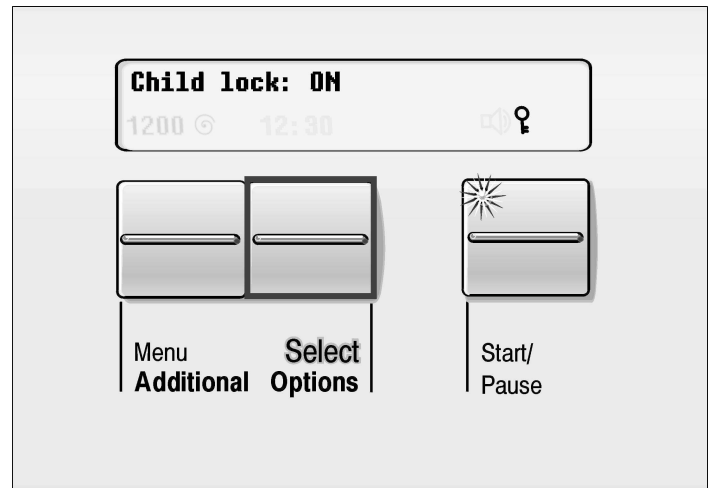 Child lock: ON
1200 12:30
Menu Select
Additional Options
Start/
Pause